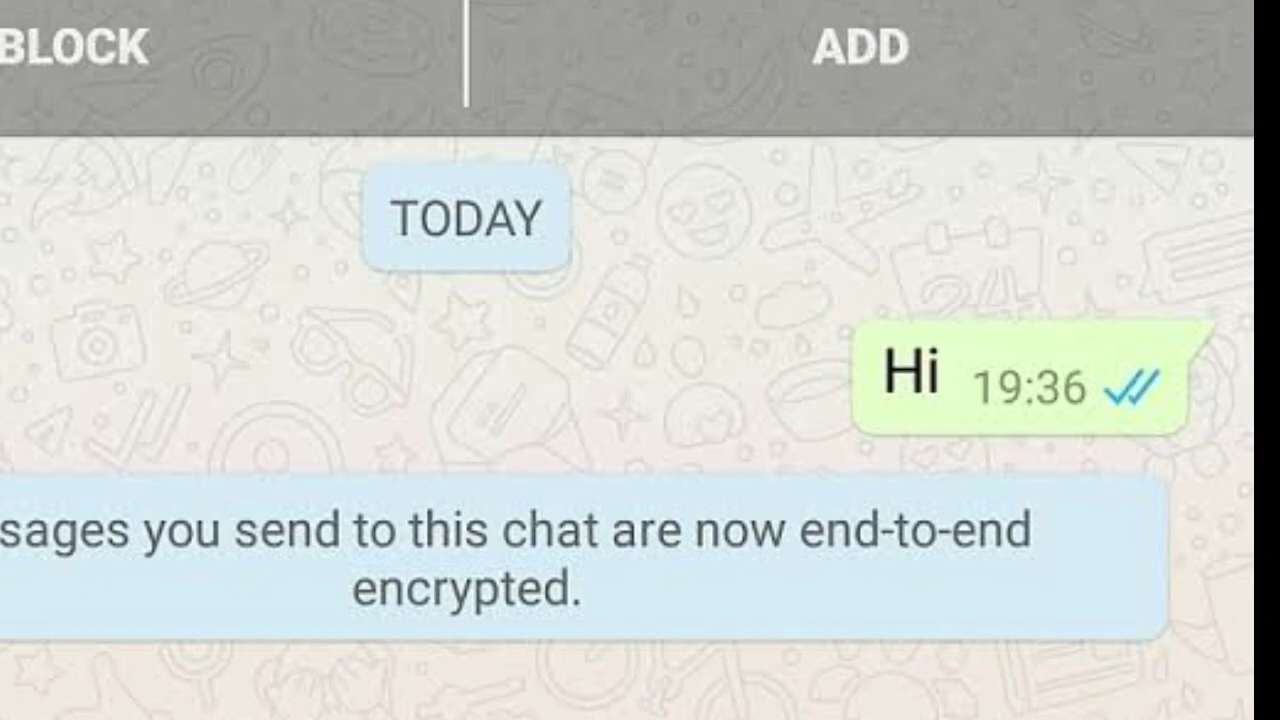 BLOCK ADD
TODAY
Hi 19:36
sages you send to this chat are now end-to-end
encrypted.